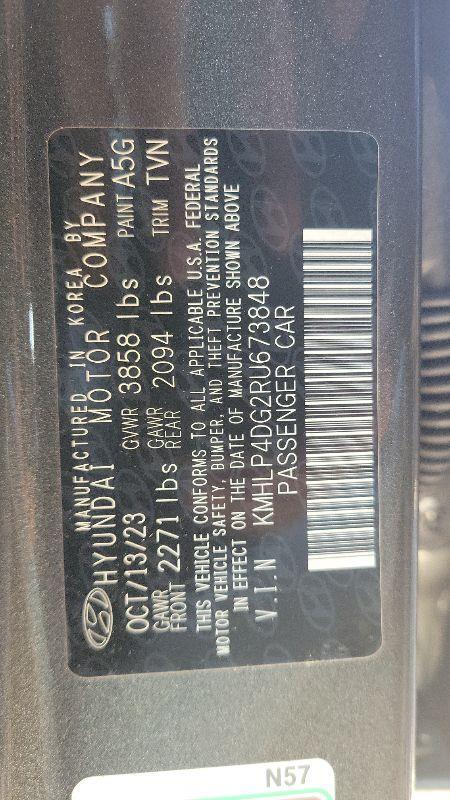 MANUFACTURED IN KOREA BY
HYUNDAI MOTOR COMPANY
OCT/13/23 GVWR 3858 lbs PAINT A5G
GAWR FRONT 2271 lbs GAWR REAR 2094 lbs TRIM TVN
THIS VEHICLE CONFORMS TO ALL APPLICABLE U.S.A. FEDERAL
MOTOR VEHICLE SAFETY, BUMPER, AND THEFT PREVENTION STANDARDS
IN EFFECT ON THE DATE OF MANUFACTURE SHOWN ABOVE
V.I.N KMHLP4DG2RU673848
PASSENGER CAR
N57